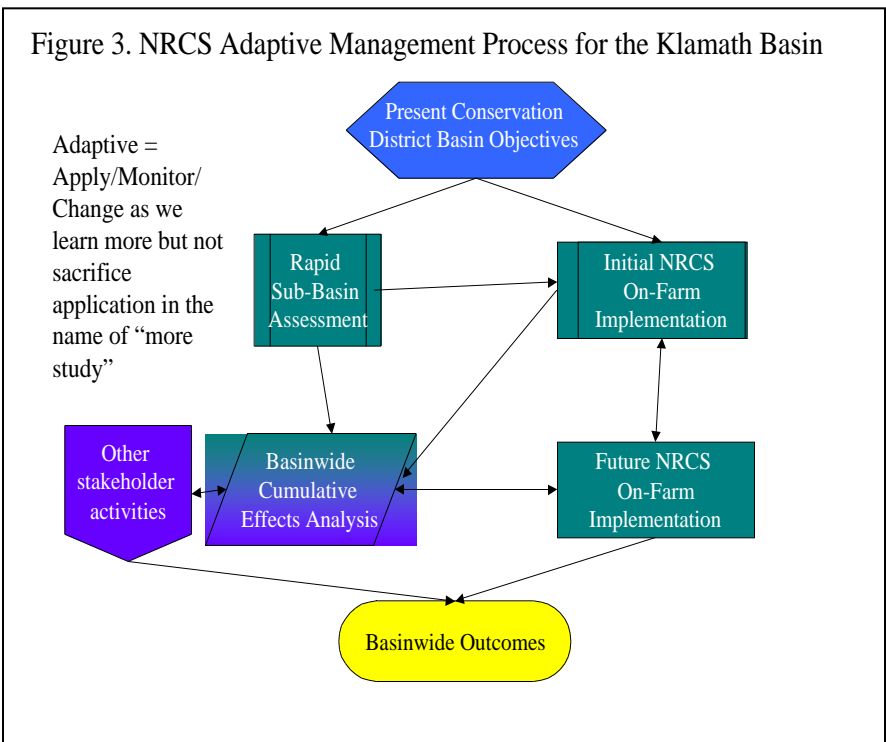 Figure 3. NRCS Adaptive Management Process for the Klamath Basin
Present Conservation
District Basin Objectives
Adaptive =
Apply/Monitor/
Change as we
learn more but not
sacrifice
application in the
name of “more
study”
Rapid
Sub-Basin
Assessment
Initial NRCS
On-Farm
Implementation
Other
stakeholder
activities
Basinwide
Cumulative
Effects Analysis
Future NRCS
On-Farm
Implementation
Basinwide Outcomes